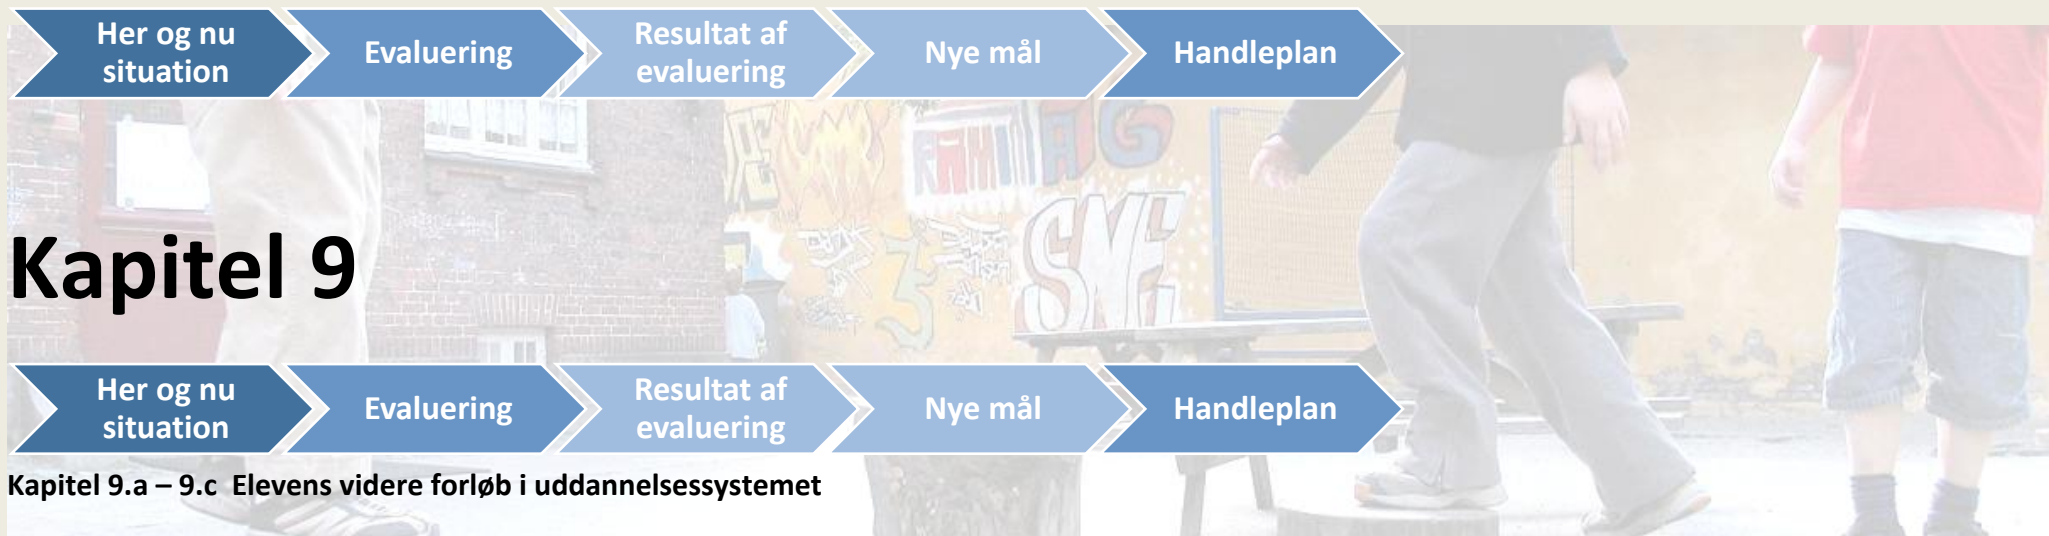 Her og nu
situation
Evaluering
Resultat af
evaluering
Nye mål
Handleplan
Kapitel 9
Her og nu
situation
Evaluering
Resultat af
evaluering
Nye mål
Handleplan
Kapitel 9.a – 9.c Elevens videre forløb i uddannelsessystemet